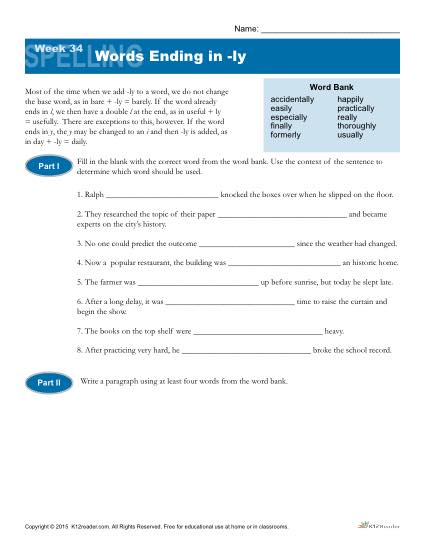 Name: ______________________________
Week 34
SPELLING
Words Ending in -ly
Most of the time when we add -ly to a word, we do not change
the base word, as in bare + -ly = barely. If the word already
ends in l, we then have a double l at the end, as in useful + ly
= usefully. There are exceptions to this, however. If the word
ends in y, the y may be changed to an i and then -ly is added, as
in day + -ly = daily.
Word Bank
accidentally happily
easily practically
especially really
finally thoroughly
formerly usually
Part I
Fill in the blank with the correct word from the word bank. Use the context of the sentence to
determine which word should be used.
1. Ralph ____________________________ knocked the boxes over when he slipped on the floor.
2. They researched the topic of their paper ________________________________ and became
experts on the city's history.
3. No one could predict the outcome ________________________ since the weather had changed.
4. Now a popular restaurant, the building was ____________________________ an historic home.
5. The farmer was ______________________________ up before sunrise, but today he slept late.
6. After a long delay, it was ________________________________ time to raise the curtain and
begin the show.
7. The books on the top shelf were ________________________________ heavy.
8. After practicing very hard, he ________________________________ broke the school record.
Part II
Write a paragraph using at least four words from the word bank.
Copyright © 2015 K12reader.com. All Rights Reserved. Free for educational use at home or in classrooms.
K12Reader